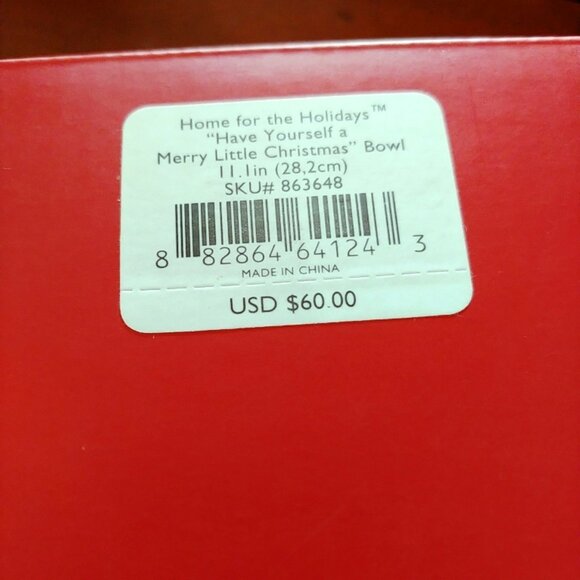 Home for the Holidays™
"Have Yourself a
Merry Little Christmas" Bowl
11.1in (28,2cm)
SKU# 863648
8 82864 64124 3
MADE IN CHINA
USD $60.00